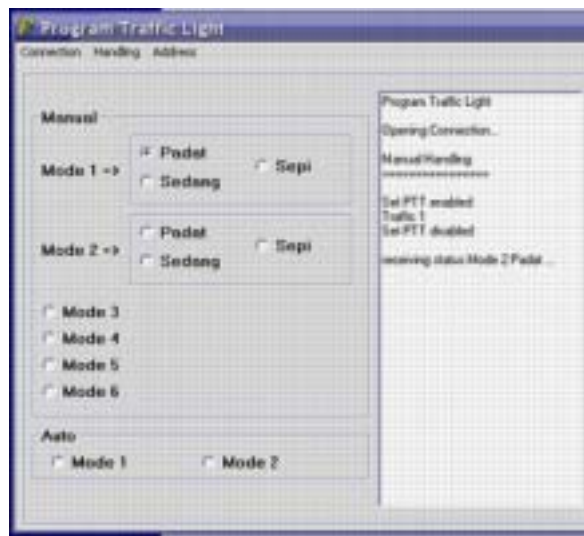 Program Traffic Light
Connection Handling Address
Manual
Mode 1 ->
Padat
Sepi
Sedang
Mode 2 ->
Padat
Sepi
Sedang
Mode 3
Mode 4
Mode 5
Mode 6
Auto
Mode 1
Mode 2
Program Traffic Light
Opening Connection...
Manual Handling
==================
Set PTT enabled
Traffic 1
Set PTT disabled
receiving status Mode 2 Padat ...